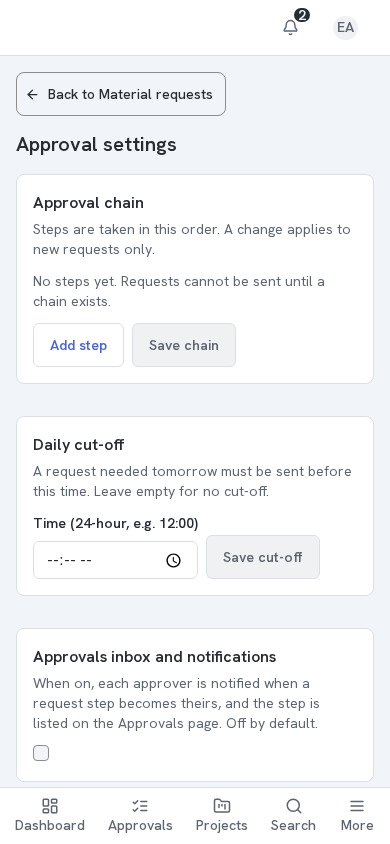 2
EA
Back to Material requests
Approval settings
Approval chain
Steps are taken in this order. A change applies to
new requests only.
No steps yet. Requests cannot be sent until a
chain exists.
Add step
Save chain
Daily cut-off
A request needed tomorrow must be sent before
this time. Leave empty for no cut-off.
Time (24-hour, e.g. 12:00)
--:-- --
Save cut-off
Approvals inbox and notifications
When on, each approver is notified when a
request step becomes theirs, and the step is
listed on the Approvals page. Off by default.
Dashboard
Approvals
Projects
Search
More